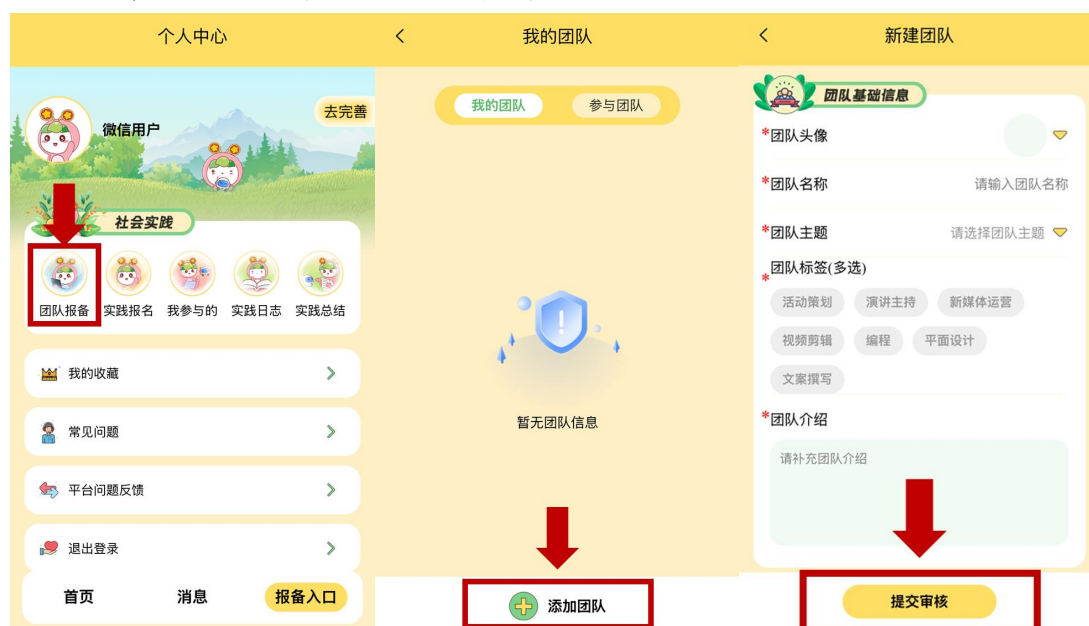 个人中心
去完善
微信用户
社会实践
团队报备
实践报名
我参与的
实践日志
实践总结
我的收藏
常见问题
平台问题反馈
退出登录
首页
消息
报备入口
我的团队
我的团队
参与团队
暂无团队信息
添加团队
新建团队
团队基础信息
*团队头像
*团队名称 请输入团队名称
*团队主题 请选择团队主题
*团队标签(多选)
活动策划 演讲主持 新媒体运营
视频剪辑 编程 平面设计
文案撰写
*团队介绍
请补充团队介绍
提交审核